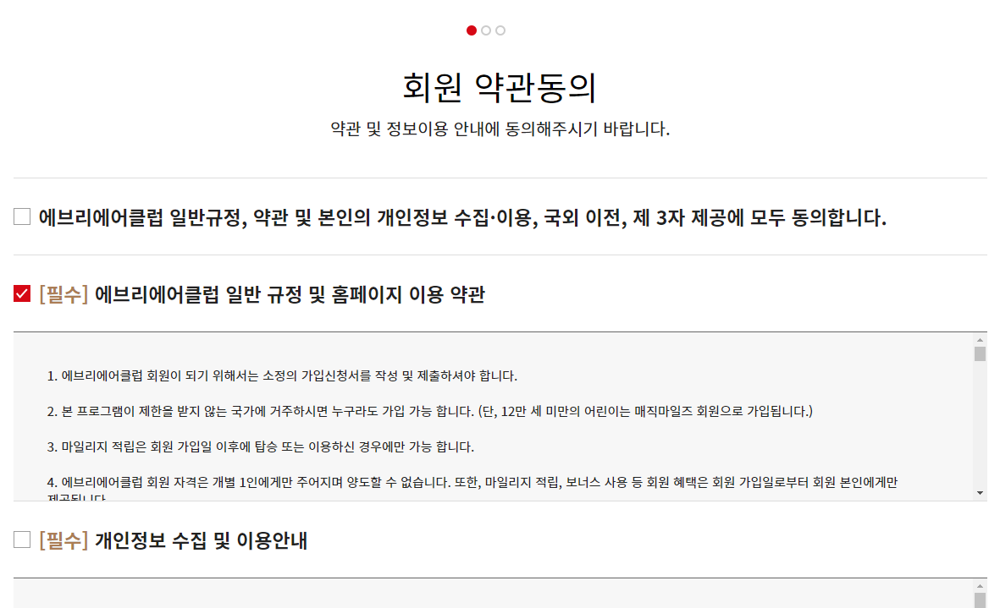 회원 약관동의
약관 및 정보이용 안내에 동의해주시기 바랍니다.
에브리에어클럽 일반규정, 약관 및 본인의 개인정보 수집·이용, 국외 이전, 제 3자 제공에 모두 동의합니다.
[필수] 에브리에어클럽 일반 규정 및 홈페이지 이용 약관
1. 에브리에어클럽 회원이 되기 위해서는 소정의 가입신청서를 작성 및 제출하셔야 합니다.
2. 본 프로그램이 제한을 받지 않는 국가에 거주하시면 누구라도 가입 가능 합니다. (단, 12만 세 미만의 어린이는 매직마일즈 회원으로 가입됩니다.)
3. 마일리지 적립은 회원 가입일 이후에 탑승 또는 이용하신 경우에만 가능 합니다.
4. 에브리에어클럽 회원 자격은 개별 1인에게만 주어지며 양도할 수 없습니다. 또한, 마일리지 적립, 보너스 사용 등 회원 혜택은 회원 가입일로부터 회원 본인에게만
제공됩니다
[필수] 개인정보 수집 및 이용안내